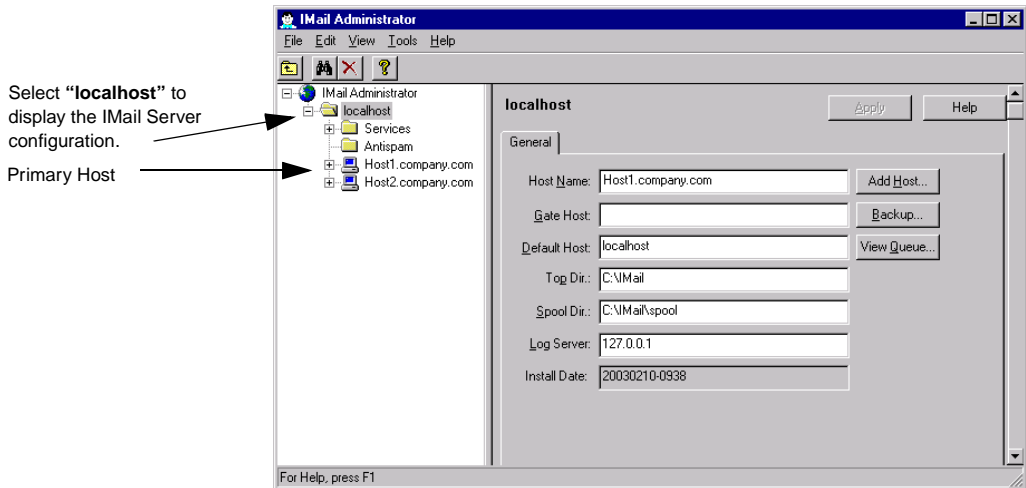 IMail Administrator
File Edit View Tools Help
Select “localhost” to
display the IMail Server
configuration.
Primary Host
IMail Administrator
localhost
Services
Antispam
Host1.company.com
Host2.company.com
localhost
Apply
Help
General
Host Name: Host1.company.com
Add Host...
Gate Host:
Backup...
Default Host: localhost
View Queue...
Top Dir.: C:\IMail
Spool Dir.: C:\IMail\spool
Log Server: 127.0.0.1
Install Date: 20030210-0938
For Help, press F1